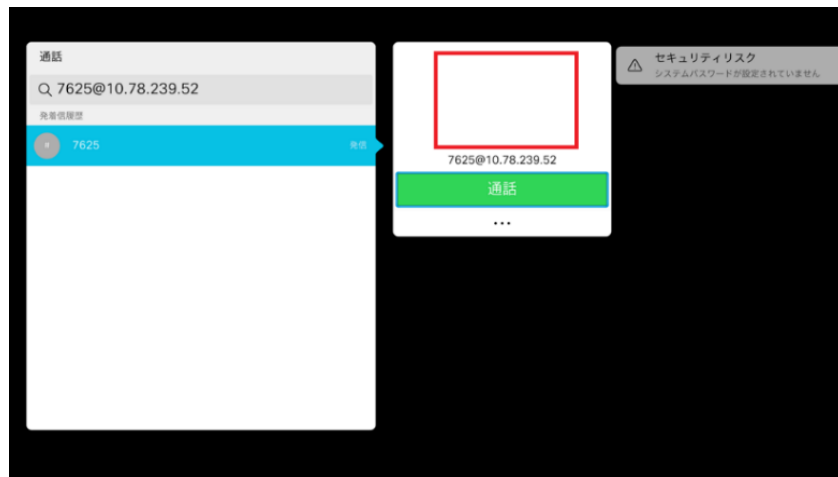 通話
7625@10.78.239.52
発着信履歴
7625
発信
7625@10.78.239.52
通話
...
セキュリティリスク
システムパスワードが設定されていません